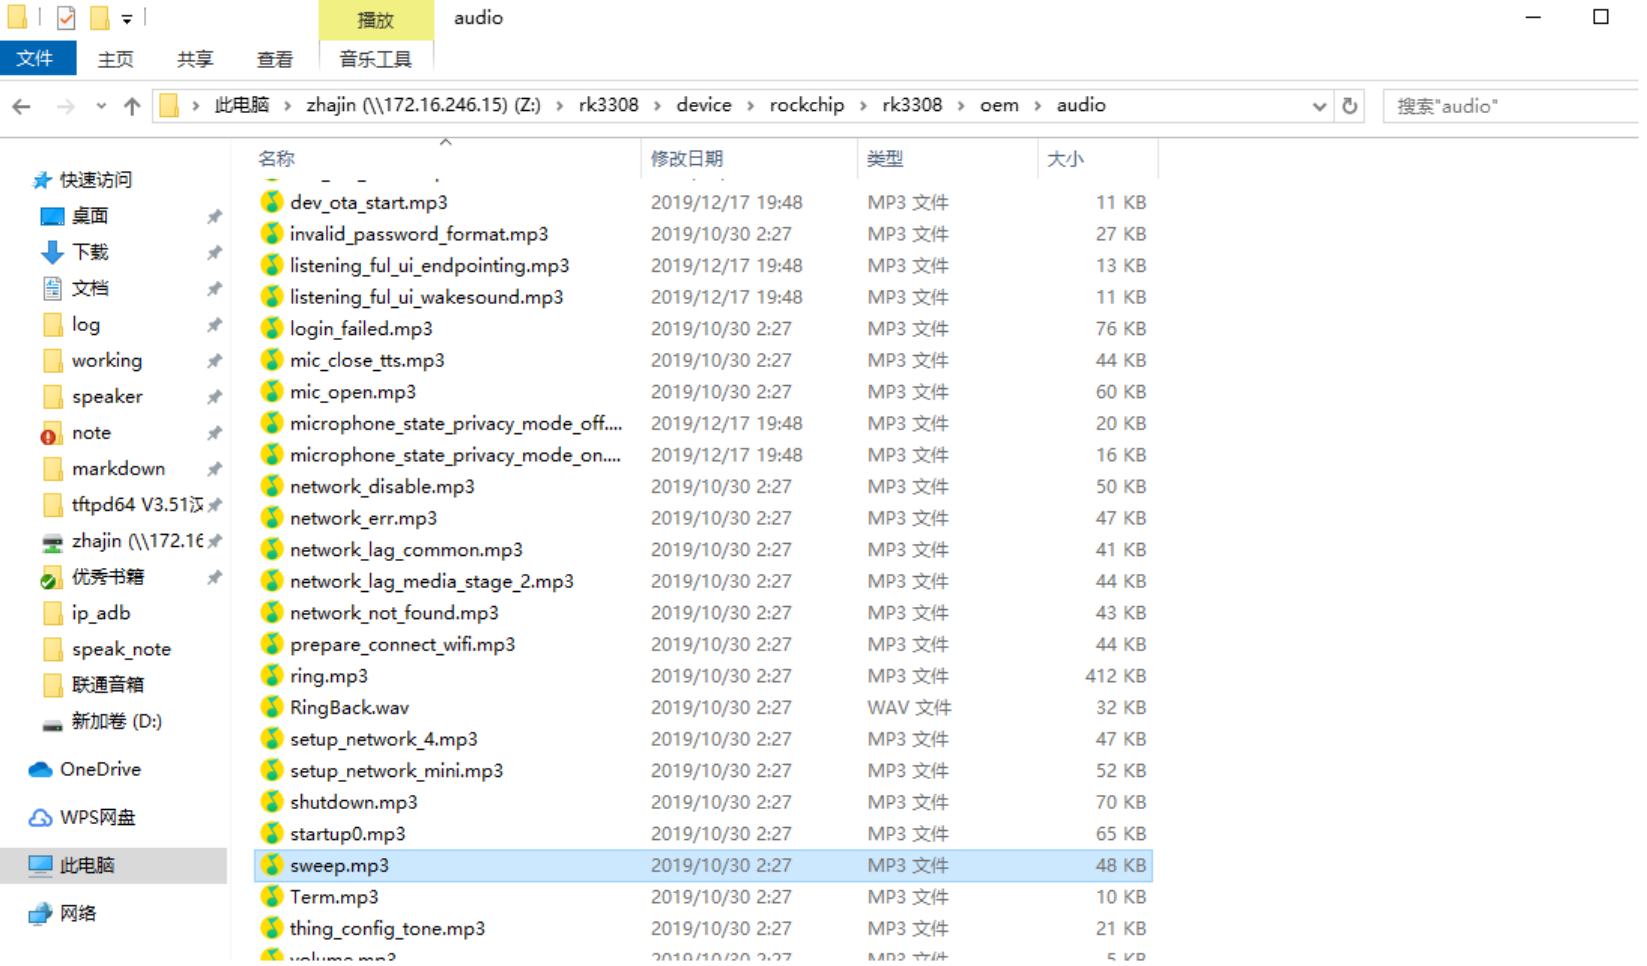 播放
audio
文件 主页 共享 查看 音乐工具
此电脑 › zhajin (\\172.16.246.15) (Z:) › rk3308 › device › rockchip › rk3308 › oem › audio
搜索"audio"
名称 修改日期 类型 大小
快速访问
桌面
下载
文档
log
working
speaker
note
markdown
tftpd64 V3.51汉
zhajin (\\172.16
优秀书籍
ip_adb
speak_note
联通音箱
新加卷 (D:)
OneDrive
WPS网盘
此电脑
网络
dev_ota_start.mp3 2019/12/17 19:48 MP3 文件 11 KB
invalid_password_format.mp3 2019/10/30 2:27 MP3 文件 27 KB
listening_ful_ui_endpointing.mp3 2019/12/17 19:48 MP3 文件 13 KB
listening_ful_ui_wakesound.mp3 2019/12/17 19:48 MP3 文件 11 KB
login_failed.mp3 2019/10/30 2:27 MP3 文件 76 KB
mic_close_tts.mp3 2019/10/30 2:27 MP3 文件 44 KB
mic_open.mp3 2019/10/30 2:27 MP3 文件 60 KB
microphone_state_privacy_mode_off.... 2019/12/17 19:48 MP3 文件 20 KB
microphone_state_privacy_mode_on.... 2019/12/17 19:48 MP3 文件 16 KB
network_disable.mp3 2019/10/30 2:27 MP3 文件 50 KB
network_err.mp3 2019/10/30 2:27 MP3 文件 47 KB
network_lag_common.mp3 2019/10/30 2:27 MP3 文件 41 KB
network_lag_media_stage_2.mp3 2019/10/30 2:27 MP3 文件 44 KB
network_not_found.mp3 2019/10/30 2:27 MP3 文件 43 KB
prepare_connect_wifi.mp3 2019/10/30 2:27 MP3 文件 44 KB
ring.mp3 2019/10/30 2:27 MP3 文件 412 KB
RingBack.wav 2019/10/30 2:27 WAV 文件 32 KB
setup_network_4.mp3 2019/10/30 2:27 MP3 文件 47 KB
setup_network_mini.mp3 2019/10/30 2:27 MP3 文件 52 KB
shutdown.mp3 2019/10/30 2:27 MP3 文件 70 KB
startup0.mp3 2019/10/30 2:27 MP3 文件 65 KB
sweep.mp3 2019/10/30 2:27 MP3 文件 48 KB
Term.mp3 2019/10/30 2:27 MP3 文件 10 KB
thing_config_tone.mp3 2019/10/30 2:27 MP3 文件 21 KB
volume.mp3 2019/10/30 2:27 MP3 文件 5 KB